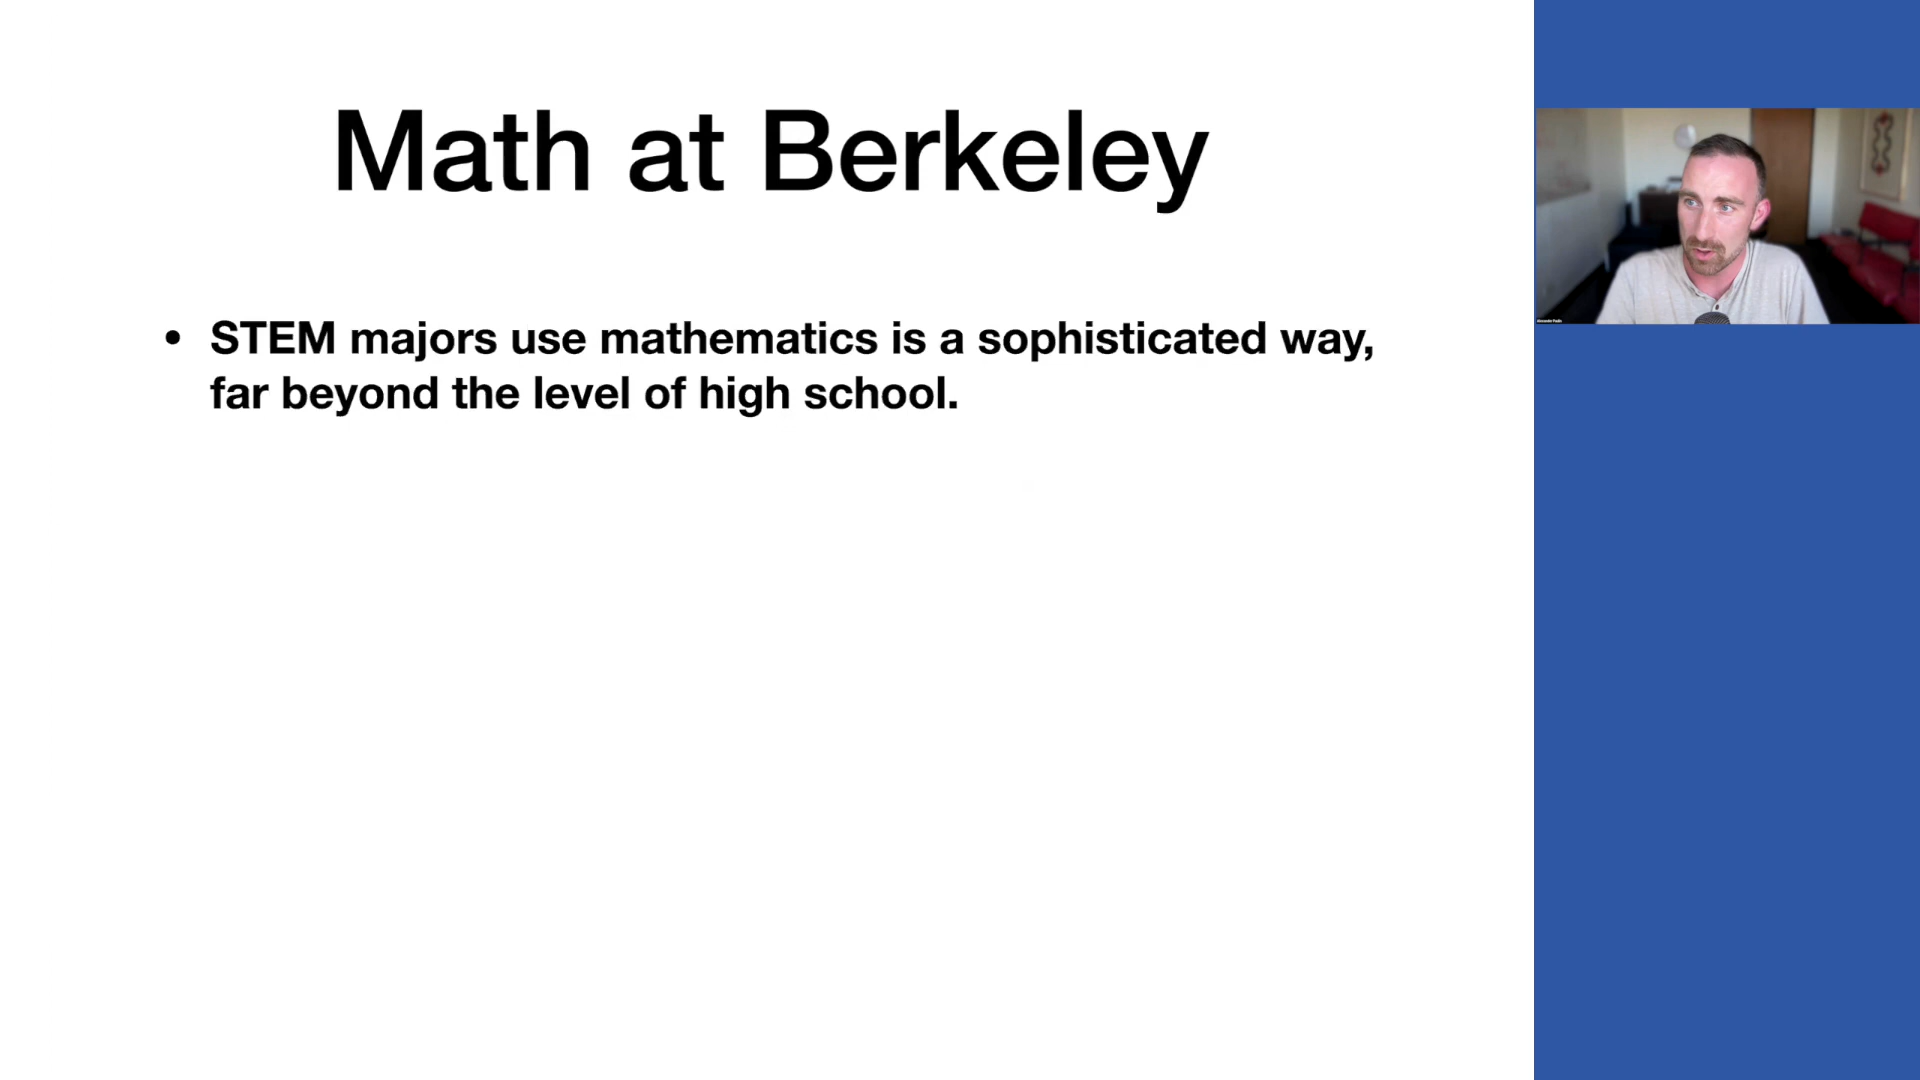 Math at Berkeley
• STEM majors use mathematics is a sophisticated way,
far beyond the level of high school.